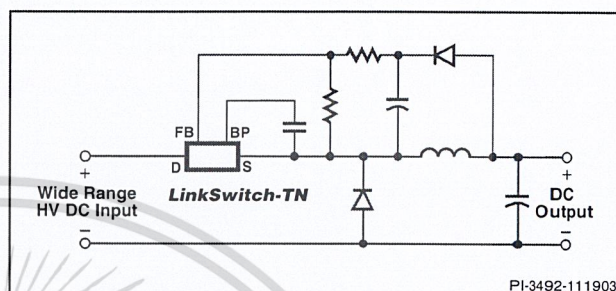 FB BP
D S
+ +
Wide Range
HV DC Input
LinkSwitch-TN
DC
Output
– –
PI-3492-111903